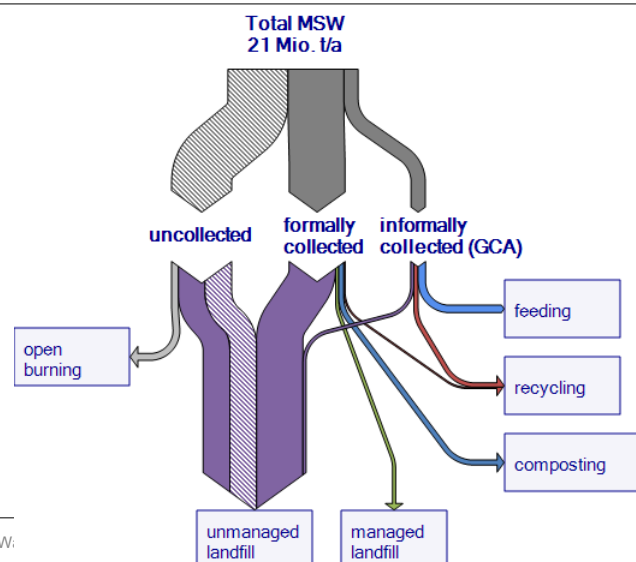 Total MSW
21 Mio. t/a
uncollected
formally
collected
informally
collected (GCA)
feeding
open
burning
recycling
composting
unmanaged
landfill
managed
landfill